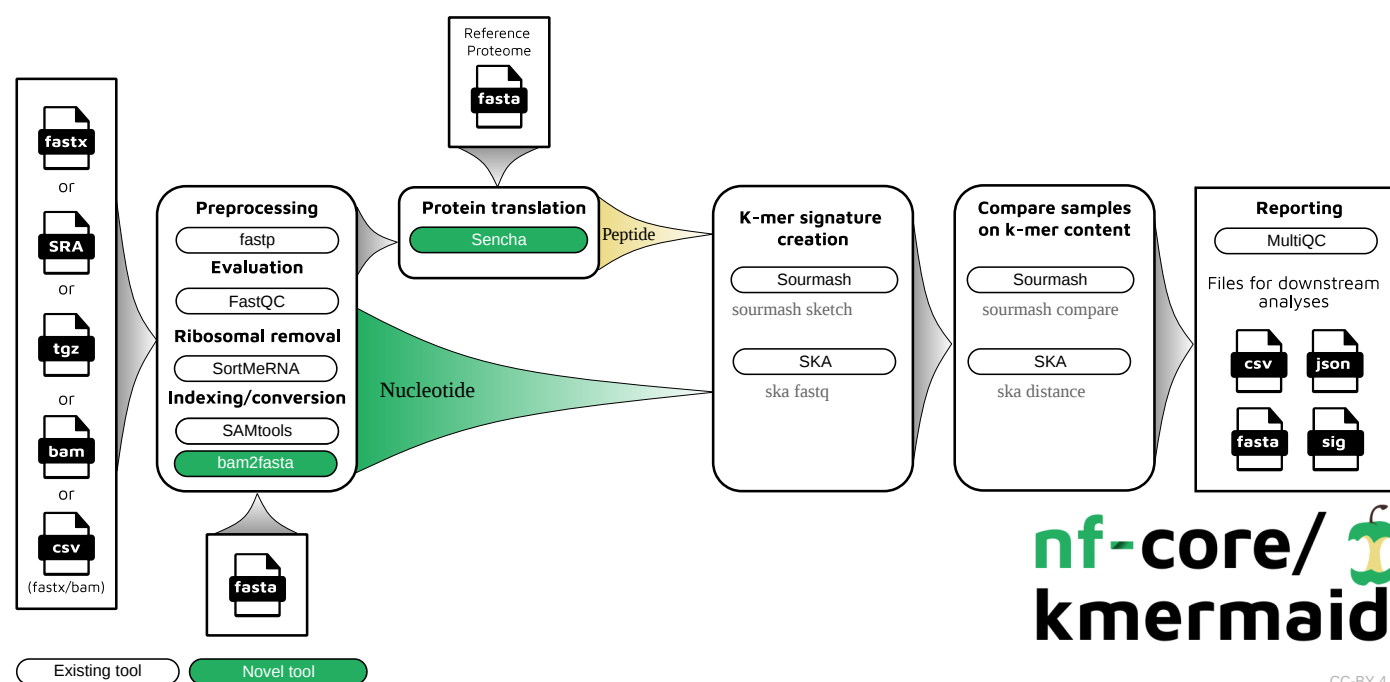 fastx
or
SRA
or
tgz
or
bam
or
csv
(fastx/bam)
Preprocessing
fastp
Evaluation
FastQC
Ribosomal removal
SortMeRNA
Indexing/conversion
SAMtools
bam2fasta
fasta
Reference
Proteome
fasta
Protein translation
Sencha
Peptide
Nucleotide
K-mer signature
creation
Sourmash
sourmash sketch
SKA
ska fastq
Compare samples
on k-mer content
Sourmash
sourmash compare
SKA
ska distance
Reporting
MultiQC
Files for downstream
analyses
csv
json
fasta
sig
nf-core/
kmermaid
Existing tool
Novel tool
CC-BY 4